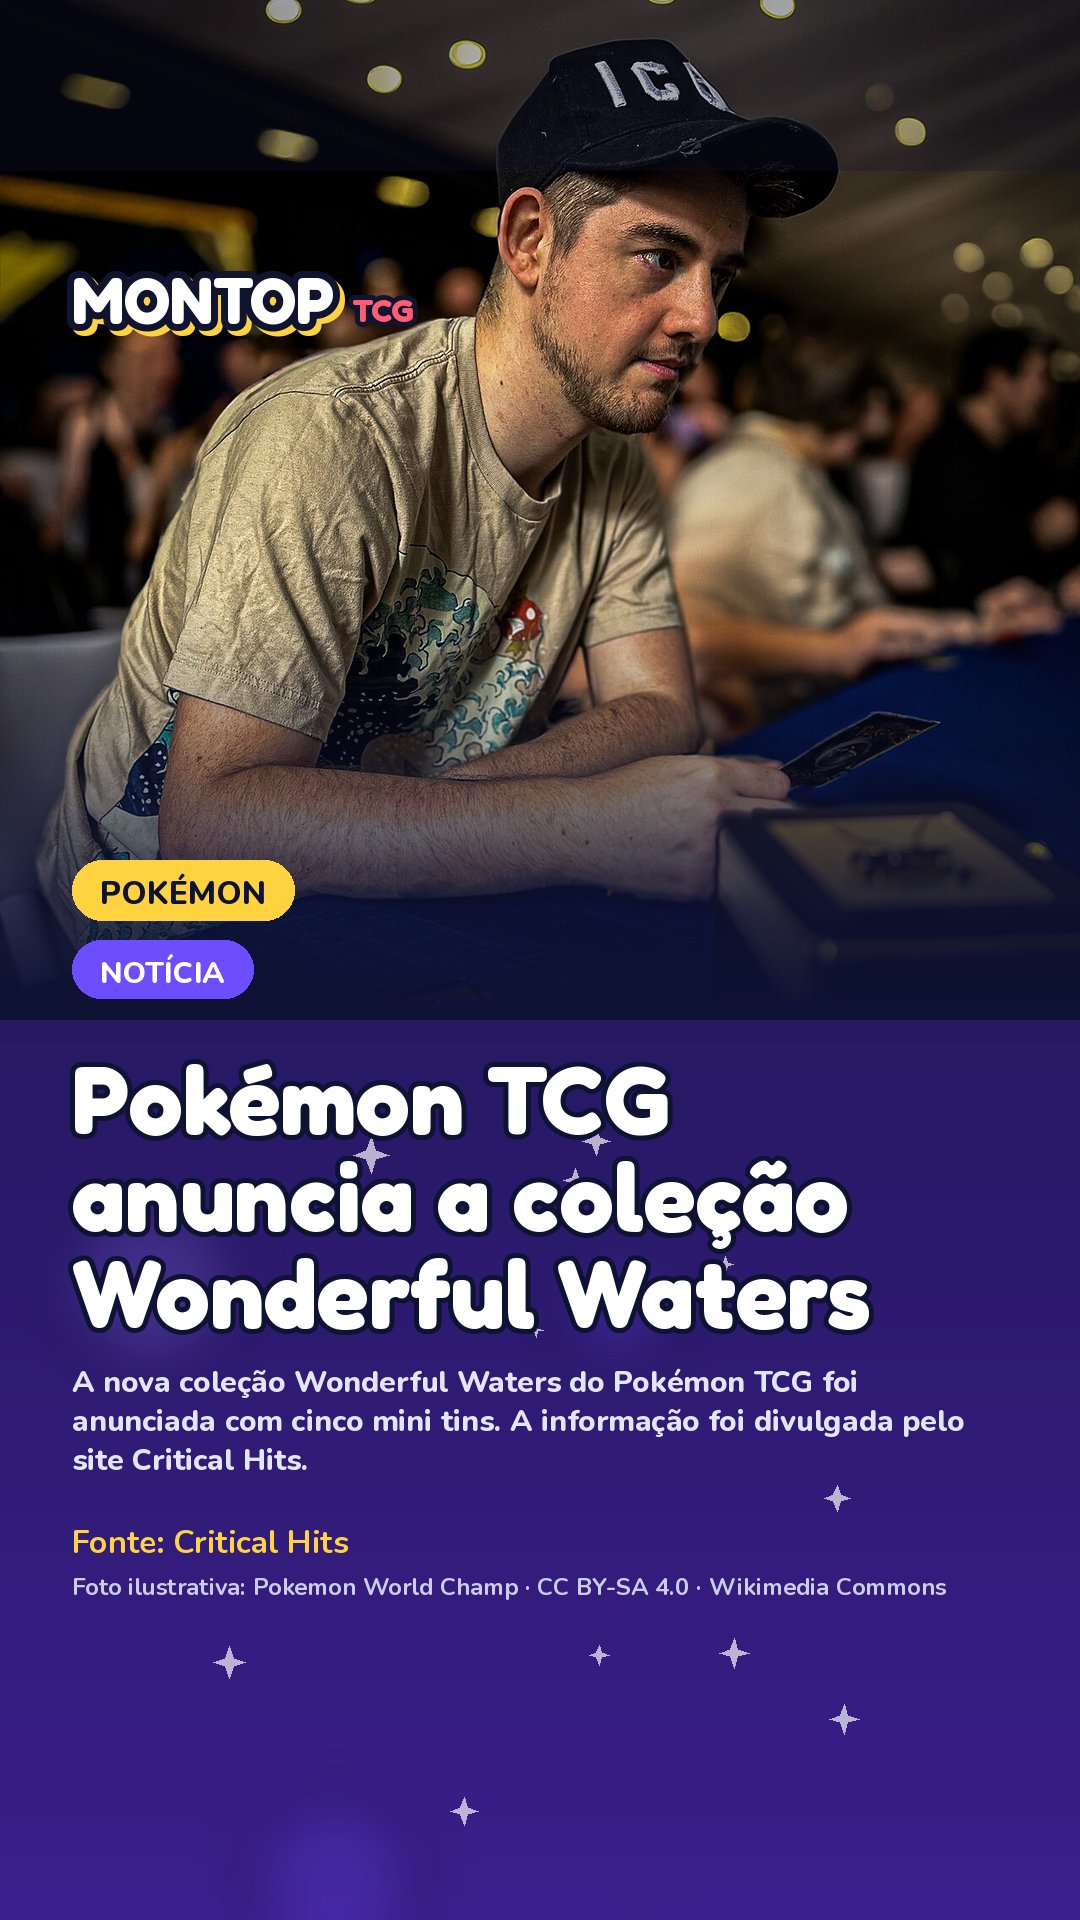 MONTOP TCG
POKÉMON
NOTÍCIA
Pokémon TCG
anuncia a coleção
Wonderful Waters
A nova coleção Wonderful Waters do Pokémon TCG foi
anunciada com cinco mini tins. A informação foi divulgada pelo
site Critical Hits.
Fonte: Critical Hits
Foto ilustrativa: Pokemon World Champ · CC BY-SA 4.0 · Wikimedia Commons